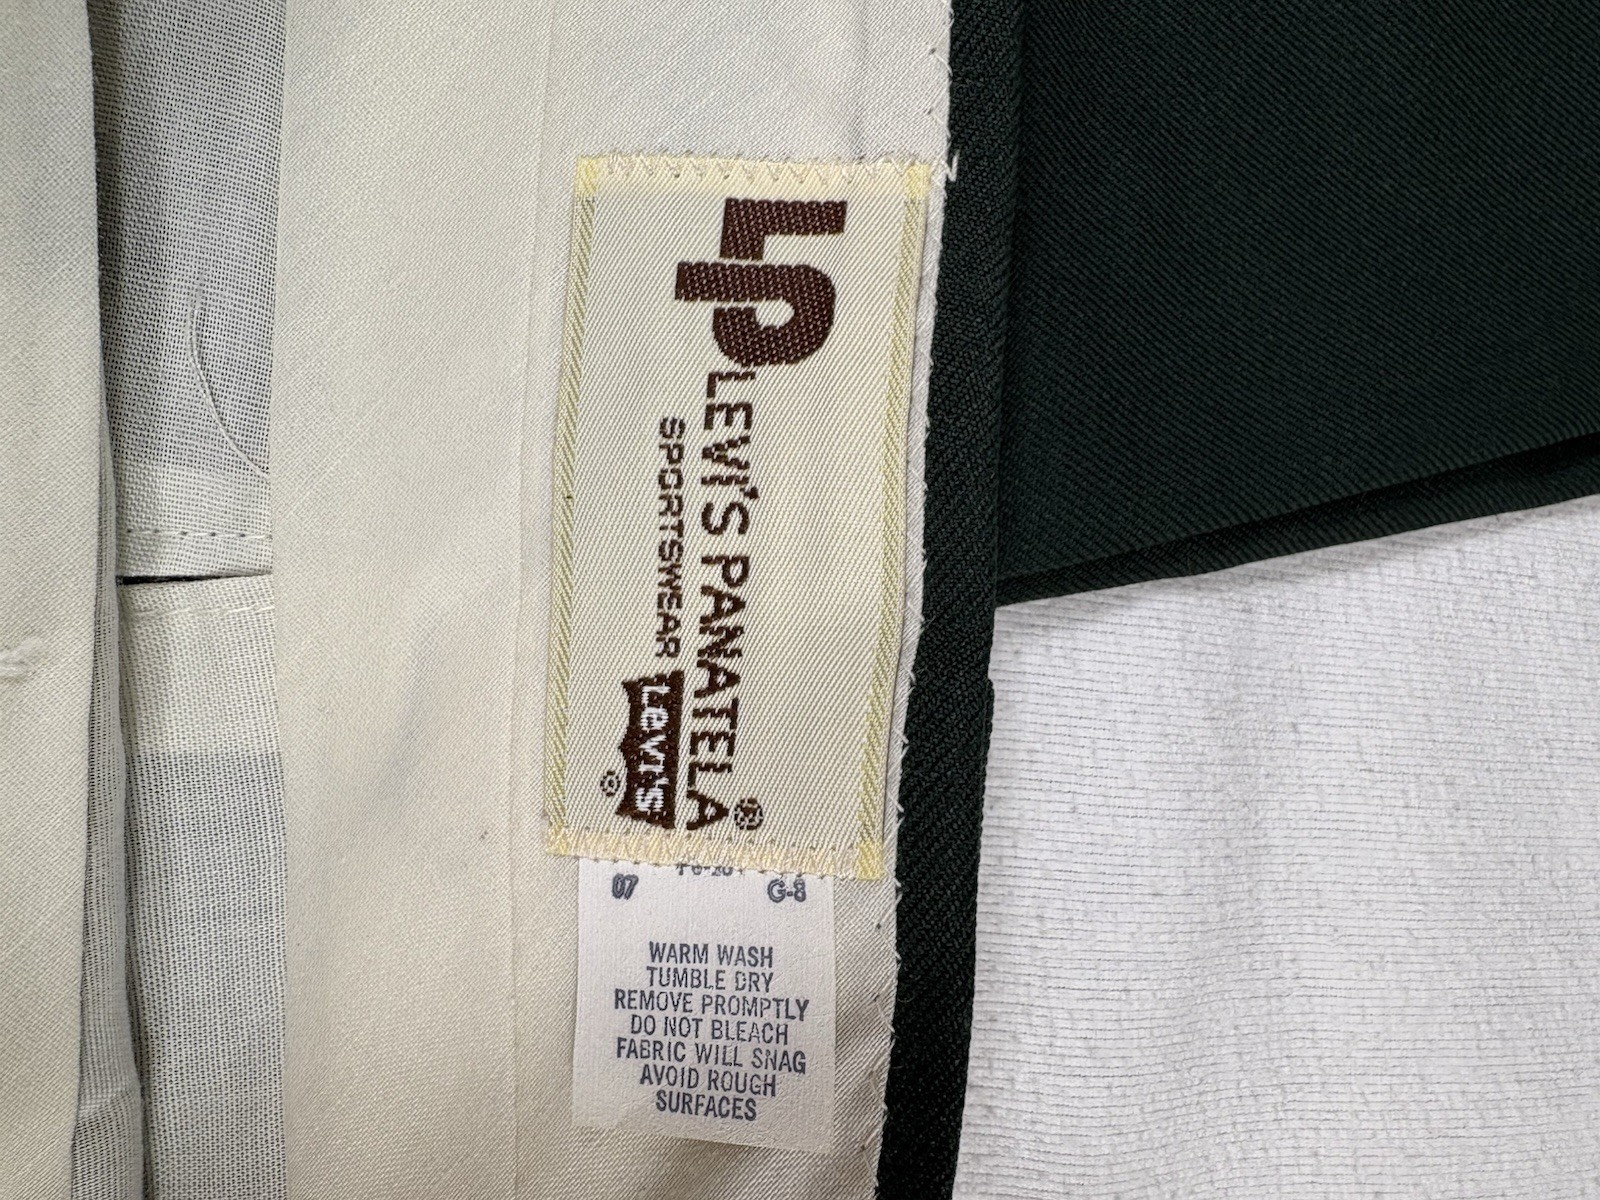 LP
LEVI'S PANATELA ®
SPORTSWEAR
Levi's ®
07 G-8
WARM WASH
TUMBLE DRY
REMOVE PROMPTLY
DO NOT BLEACH
FABRIC WILL SNAG
AVOID ROUGH
SURFACES